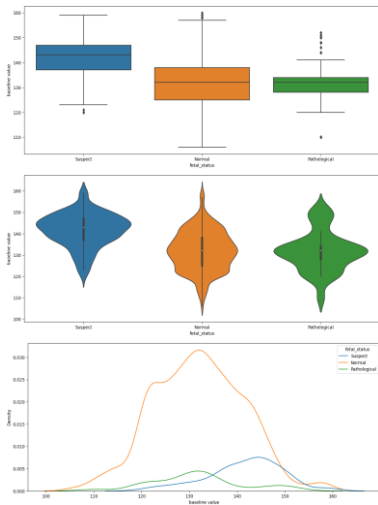 160
150
140
130
120
110
baseline value
Suspect
Normal
Pathological
fetal_status
160
150
140
130
120
110
100
baseline value
Suspect
Normal
Pathological
fetal_status
0.030
0.025
0.020
0.015
0.010
0.005
0.000
Density
fetal_status
Suspect
Normal
Pathological
100
110
120
130
140
150
160
baseline value